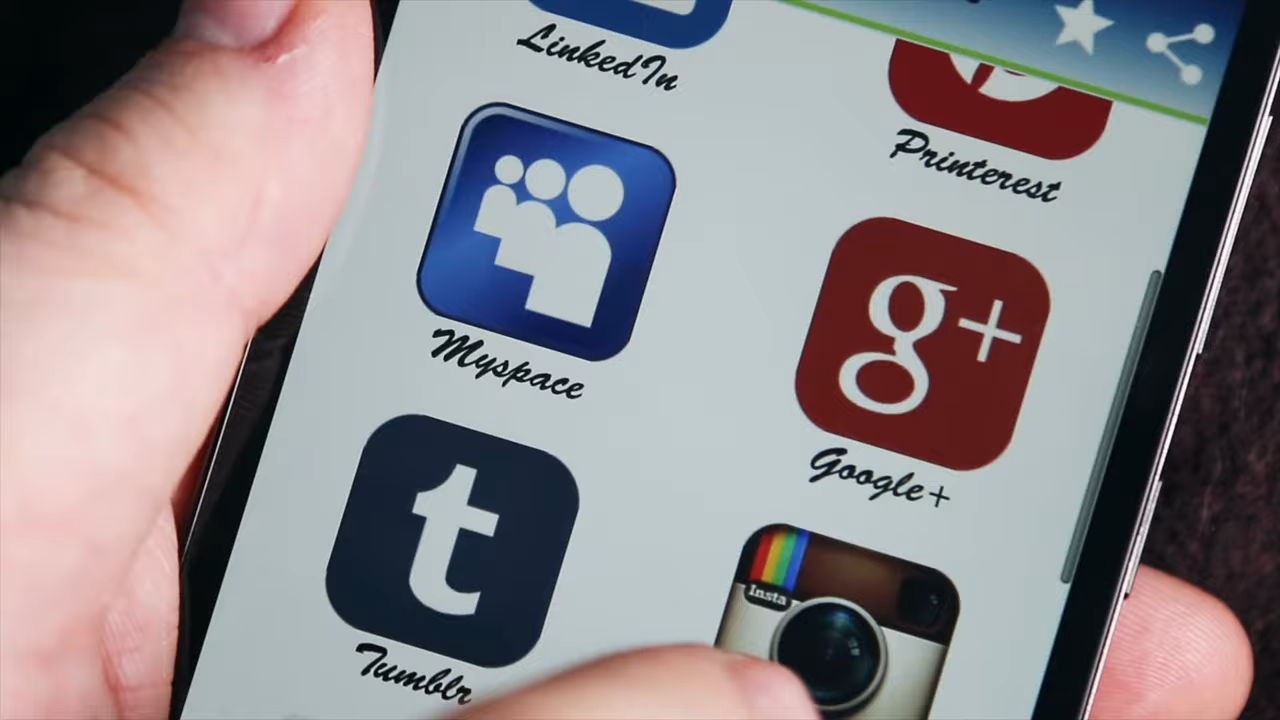 LinkedIn
Printerest
Myspace
g+
Google+
t
Tumblr
Insta